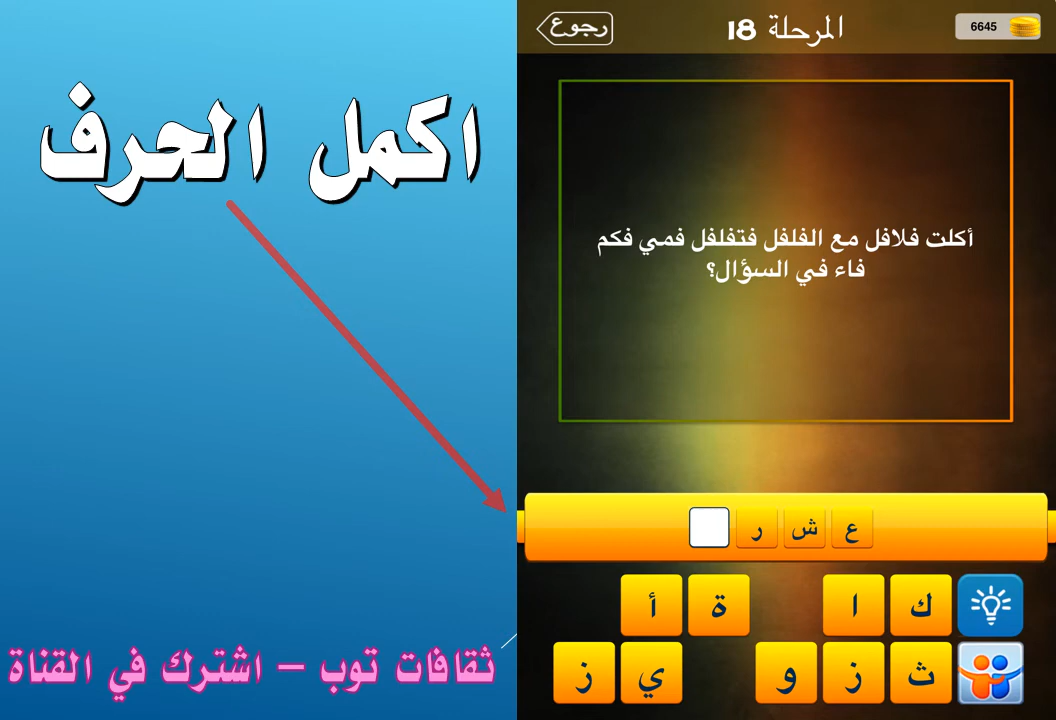 اكمل الحرف
ثقافات توب – اشترك في القناة
رجوع
المرحلة 18
6645
أكلت فلافل مع الفلفل فتفلفل فمي فكم
فاء في السؤال؟
ع ش ر
أ ة ا ك
ز ي و ز ث